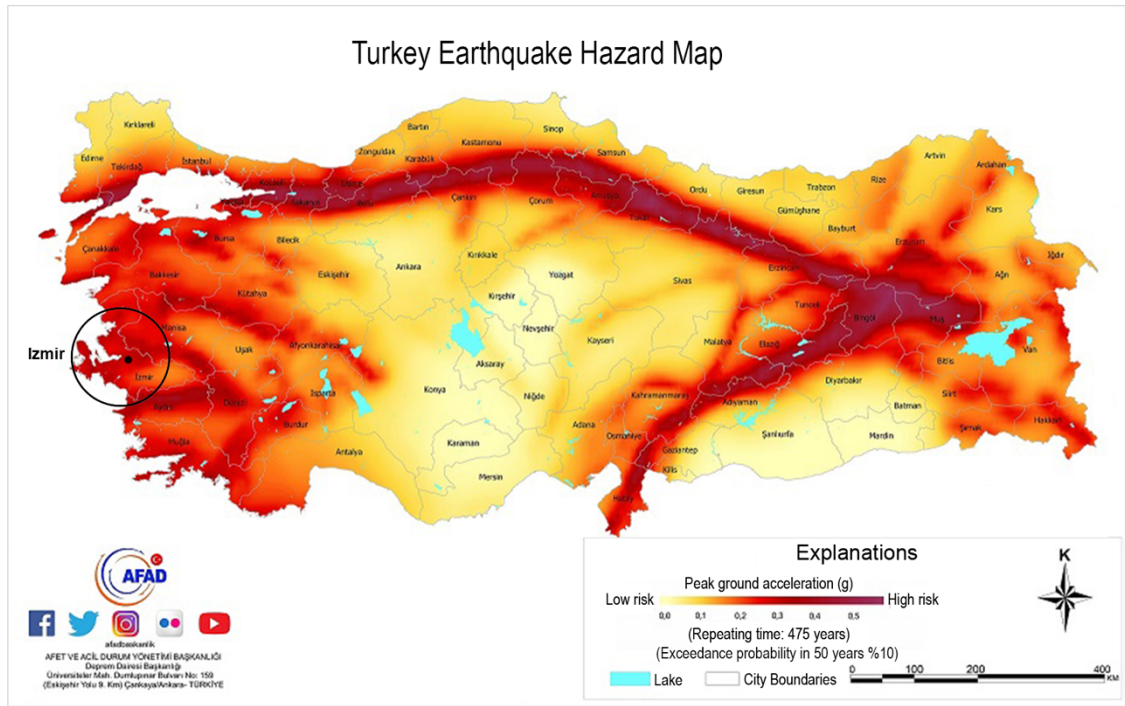 Turkey Earthquake Hazard Map
Kırklareli
Edirne
Tekirdağ
İstanbul
Bartın
Kastamonu
Sinop
Zonguldak
Karabük
Samsun
Artvin
Ardahan
Ordu
Giresun
Trabzon
Rize
Kars
Gümüşhane
Bayburt
Çankırı
Çorum
Amasya
Tokat
Çanakkale
Bursa
Bilecik
Eskişehir
Ankara
Kırıkkale
Yozgat
Sivas
Erzincan
Erzurum
Ağrı
Iğdır
Balıkesir
Kütahya
Kırşehir
Tunceli
Bingöl
Muş
Izmir
Manisa
Uşak
Afyonkarahisar
Nevşehir
Kayseri
Malatya
Elazığ
Bitlis
Van
İzmir
Aksaray
Konya
Isparta
Niğde
Kahramanmaraş
Adıyaman
Diyarbakır
Batman
Siirt
Aydın
Denizli
Burdur
Muğla
Antalya
Karaman
Mersin
Adana
Osmaniye
Gaziantep
Kilis
Şanlıurfa
Mardin
Şırnak
Hakkari
Hatay
AFAD
afadbaskanlik
AFET VE ACİL DURUM YÖNETİMİ BAŞKANLIĞI
Deprem Dairesi Başkanlığı
Üniversiteler Mah. Dumlupınar Bulvarı No: 159
(Eskişehir Yolu 9. Km) Çankaya/Ankara- TÜRKİYE
Explanations
Peak ground acceleration (g)
Low risk
High risk
0,0 0,1 0,2 0,3 0,4 0,5
(Repeating time: 475 years)
(Exceedance probability in 50 years %10)
Lake
City Boundaries
K
0 100 200 400
KM